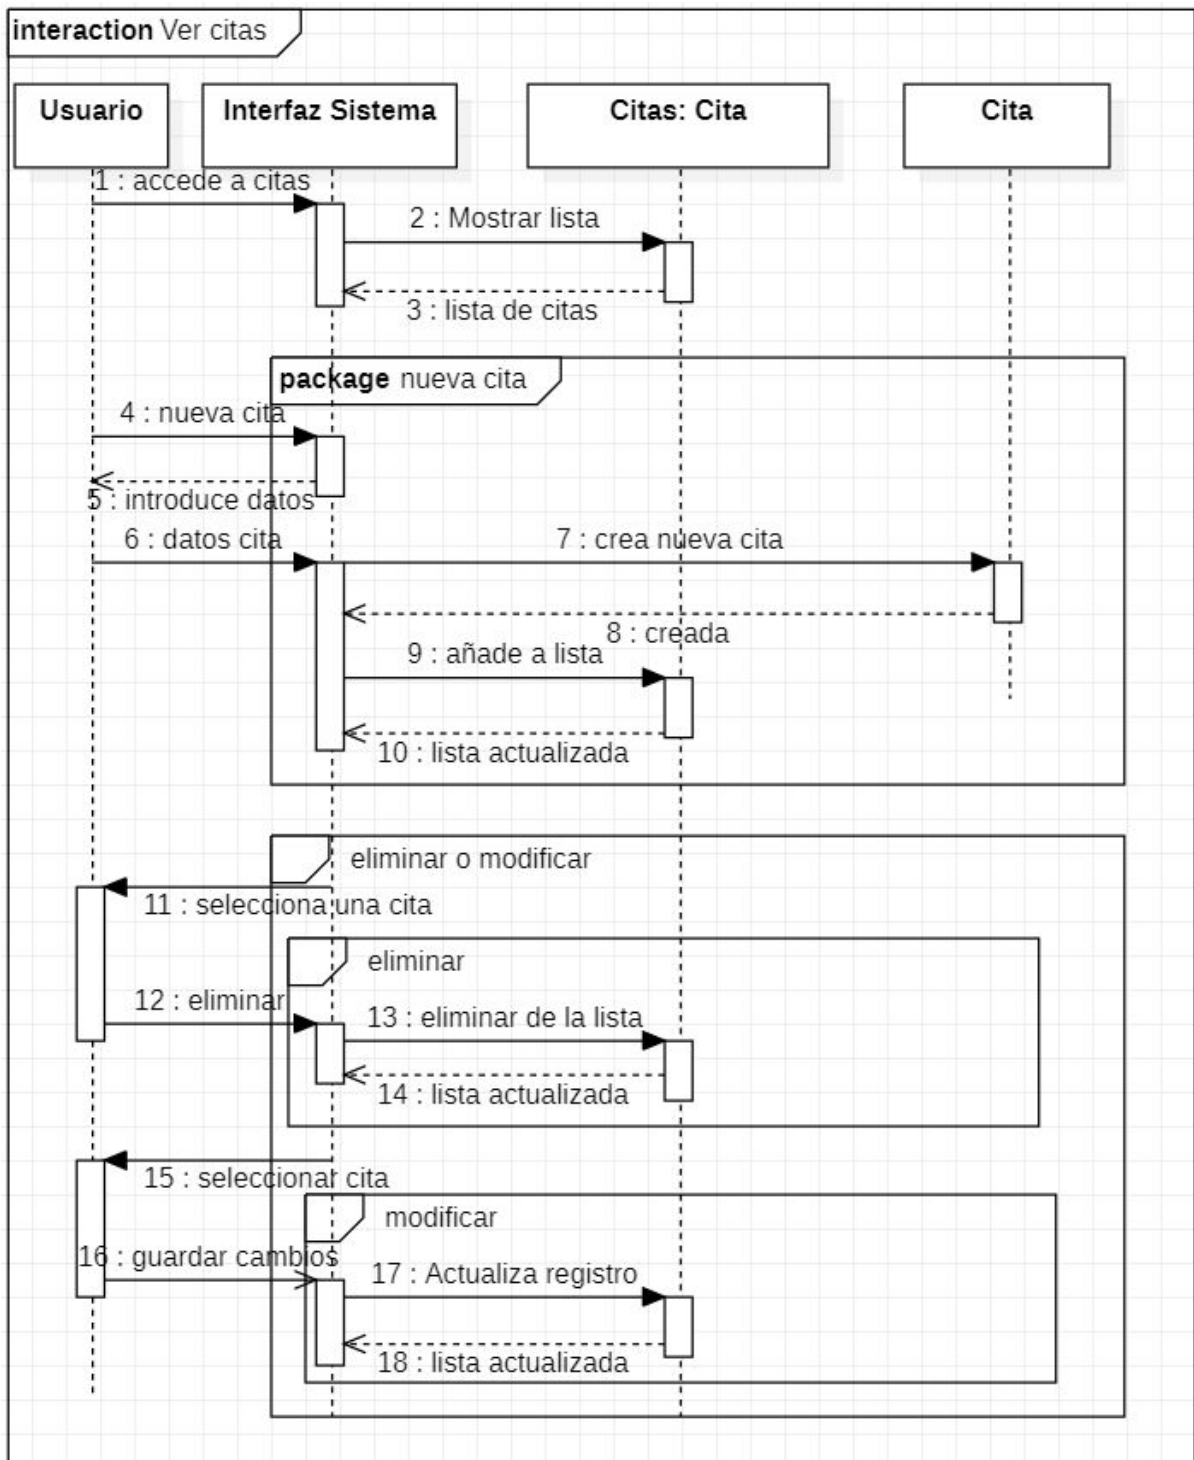 interaction Ver citas
Usuario
Interfaz Sistema
Citas: Cita
Cita
1 : accede a citas
2 : Mostrar lista
3 : lista de citas
package nueva cita
4 : nueva cita
5 : introduce datos
6 : datos cita
7 : crea nueva cita
8 : creada
9 : añade a lista
10 : lista actualizada
eliminar o modificar
11 : selecciona una cita
eliminar
12 : eliminar
13 : eliminar de la lista
14 : lista actualizada
15 : seleccionar cita
modificar
16 : guardar cambios
17 : Actualiza registro
18 : lista actualizada